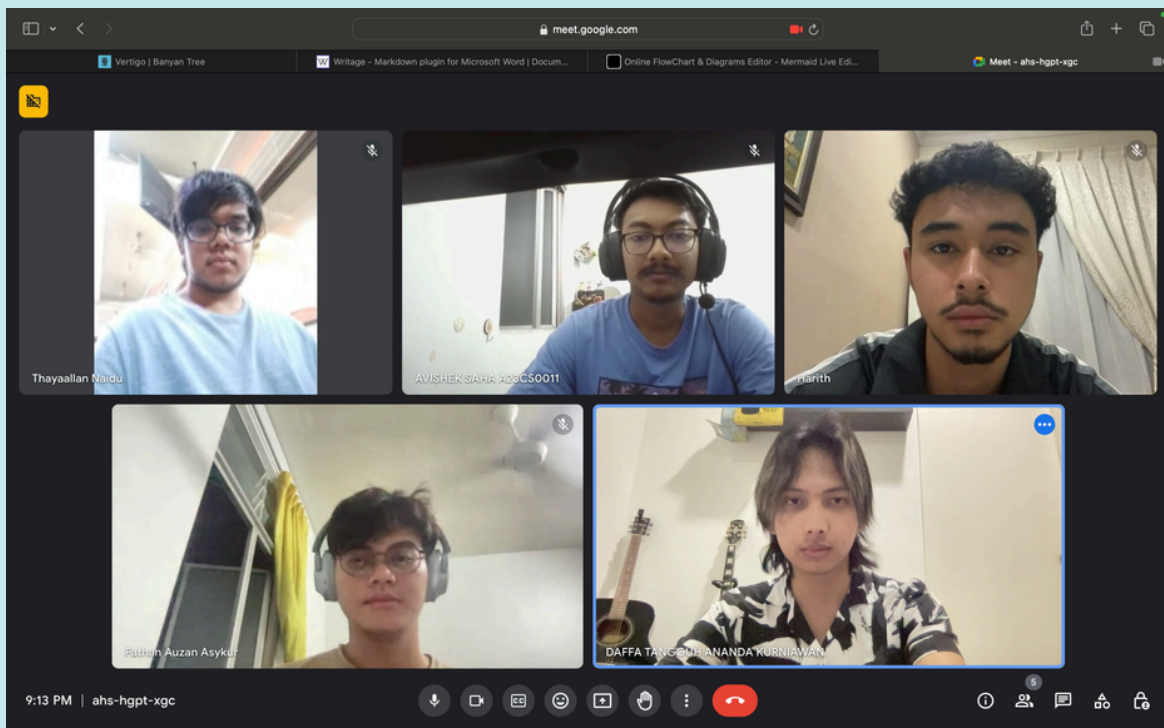 meet.google.com
Vertigo | Banyan Tree
W Writage - Markdown plugin for Microsoft Word | Docum...
Online FlowChart & Diagrams Editor - Mermaid Live Edi...
Meet - ahs-hgpt-xgc
Thayaallan Naidu
AVISHEK SAHA A23CS0011
Harith
Fathin Auzan Asykur
DAFFA TANGGUH ANANDA KURNIAWAN
9:13 PM | ahs-hgpt-xgc
CC
5